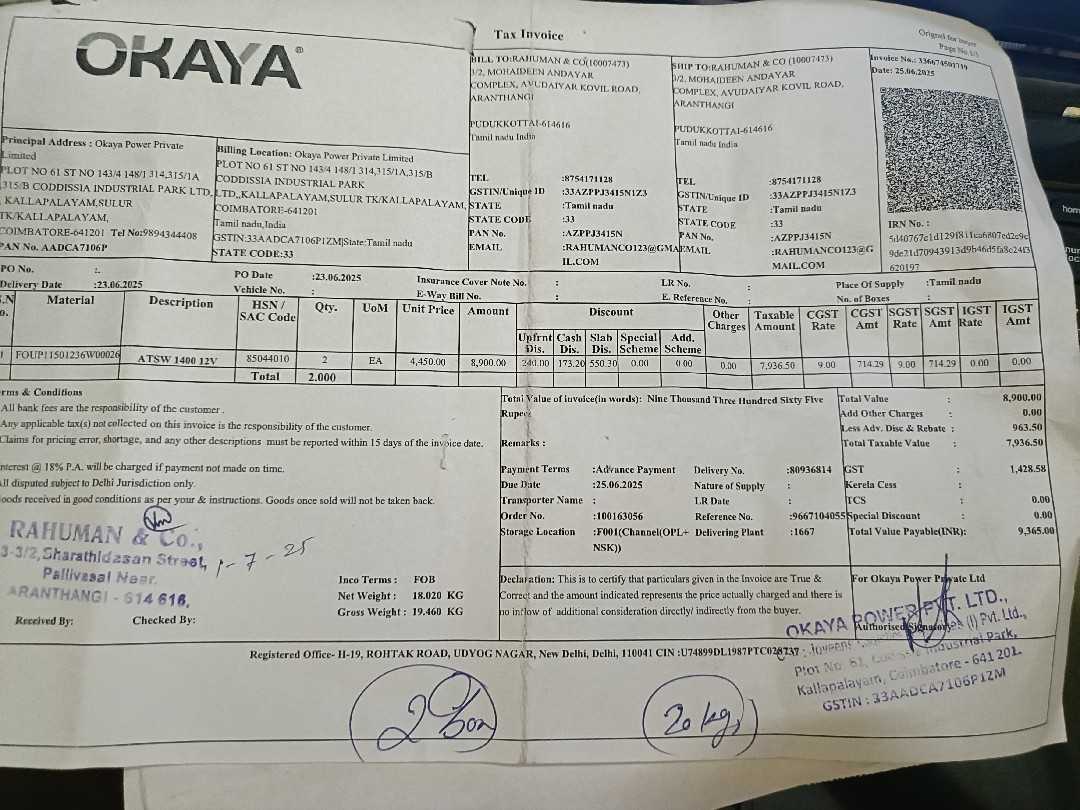 OKAYA®
Tax Invoice
Original for buyer
Page No.1/1
Invoice No.: 336674501719
Date: 25.06.2025
BILL TO:RAHUMAN & CO(10007473)
3/2, MOHAIDEEN ANDAYAR
COMPLEX, AVUDAIYAR KOVIL ROAD,
ARANTHANGI
PUDUKKOTTAI-614616
Tamil nadu India
TEL :8754171128
GSTIN/Unique ID :33AZPPJ3415N1Z3
STATE :Tamil nadu
STATE CODE :33
PAN No. :AZPPJ3415N
EMAIL :RAHUMANCO123@GMA
IL.COM
SHIP TO:RAHUMAN & CO (10007473)
3/2, MOHAIDEEN ANDAYAR
COMPLEX, AVUDAIYAR KOVIL ROAD,
ARANTHANGI
PUDUKKOTTAI-614616
Tamil nadu India
TEL :8754171128
GSTIN/Unique ID :33AZPPJ3415N1Z3
STATE :Tamil nadu
STATE CODE :33
PAN No. :AZPPJ3415N
EMAIL :RAHUMANCO123@G
MAIL.COM
IRN No. :
Principal Address : Okaya Power Private
Limited
PLOT NO 61 ST NO 143/4 148/1 314,315/1A
,315/B CODDISSIA INDUSTRIAL PARK LTD,
KALLAPALAYAM,SULUR
TK/KALLAPALAYAM,
COIMBATORE-641201 Tel No:9894344408
PAN No. AADCA7106P
Billing Location: Okaya Power Private Limited
PLOT NO 61 ST NO 143/4 148/1 314,315/1A,315/B
CODDISSIA INDUSTRIAL PARK
LTD,KALLAPALAYAM,SULUR TK/KALLAPALAYAM,
COIMBATORE-641201
Tamil nadu,India
GSTIN:33AADCA7106P1ZM|State:Tamil nadu
STATE CODE:33
PO No. :. PO Date :23.06.2025 Insurance Cover Note No. : LR No. : Place Of Supply :Tamil nadu
Delivery Date :23.06.2025 Vehicle No. : E-Way Bill No. : E. Reference No. : No. of Boxes :
S.N o. Material Description HSN / SAC Code Qty. UoM Unit Price Amount Discount Other Charges Taxable Amount CGST Rate CGST Amt SGST Rate SGST Amt IGST Rate IGST Amt
Upfrnt Dis. Cash Dis. Slab Dis. Special Scheme Add. Scheme
1 FOUP11501236W00026 ATSW 1400 12V 85044010 2 EA 4,450.00 8,900.00 240.00 173.20 550.30 0.00 0.00 0.00 7,936.50 9.00 714.29 9.00 714.29 0.00 0.00
Total 2.000
rms & Conditions
All bank fees are the responsibility of the customer .
Any applicable tax(s) not collected on this invoice is the responsibility of the customer.
Claims for pricing error, shortage, and any other descriptions must be reported within 15 days of the invoice date.
nterest @ 18% P.A. will be charged if payment not made on time.
All disputed subject to Delhi Jurisdiction only.
oods received in good conditions as per your & instructions. Goods once sold will not be taken back.
Total Value of invoice(in words): Nine Thousand Three Hundred Sixty Five
Rupees
Remarks :
Payment Terms :Advance Payment Delivery No. :80936814
Due Date :25.06.2025 Nature of Supply :
Transporter Name : LR Date :
Order No. :100163056 Reference No. :9667104055
Storage Location :F001(Channel(OPL+ Delivering Plant :1667
NSK))
Total Value : 8,900.00
Add Other Charges : 0.00
Less Adv. Disc & Rebate : 963.50
Total Taxable Value : 7,936.50
GST : 1,428.58
Kerela Cess :
TCS : 0.00
Special Discount : 0.00
Total Value Payable(INR): 9,365.00
RAHUMAN & Co.,
3-3/2,Sharathidasan Street,
Pallivasal Near.
ARANTHANGI - 614 616,
1-7-25
Received By: Checked By:
Inco Terms : FOB
Net Weight : 18.020 KG
Gross Weight : 19.460 KG
Declaration: This is to certify that particulars given in the Invoice are True &
Correct and the amount indicated represents the price actually charged and there is
no inflow of additional consideration directly/ indirectly from the buyer.
For Okaya Power Private Ltd
Authorised Signatory
OKAYA POWER PVT. LTD.,
(I) Pvt. Ltd.,
Plot No. 61, Industrial Park,
Kallapalayam, Coimbatore - 641 201.
GSTIN : 33AADCA7106P1ZM
Registered Office- H-19, ROHTAK ROAD, UDYOG NAGAR, New Delhi, Delhi, 110041 CIN :U74899DL1987PTC028737
2 Box
20 kgs